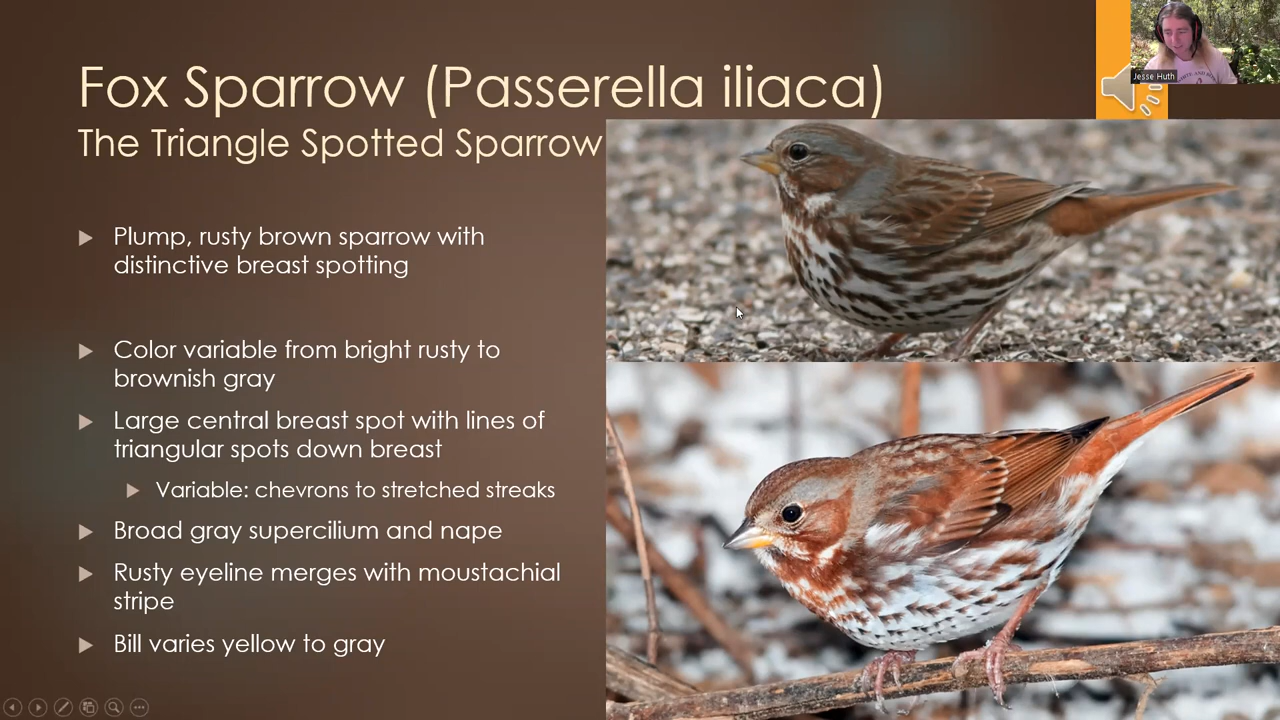 Fox Sparrow (Passerella iliaca)
The Triangle Spotted Sparrow
Plump, rusty brown sparrow with
distinctive breast spotting
Color variable from bright rusty to
brownish gray
Large central breast spot with lines of
triangular spots down breast
Variable: chevrons to stretched streaks
Broad gray supercilium and nape
Rusty eyeline merges with moustachial
stripe
Bill varies yellow to gray
Jesse Huth